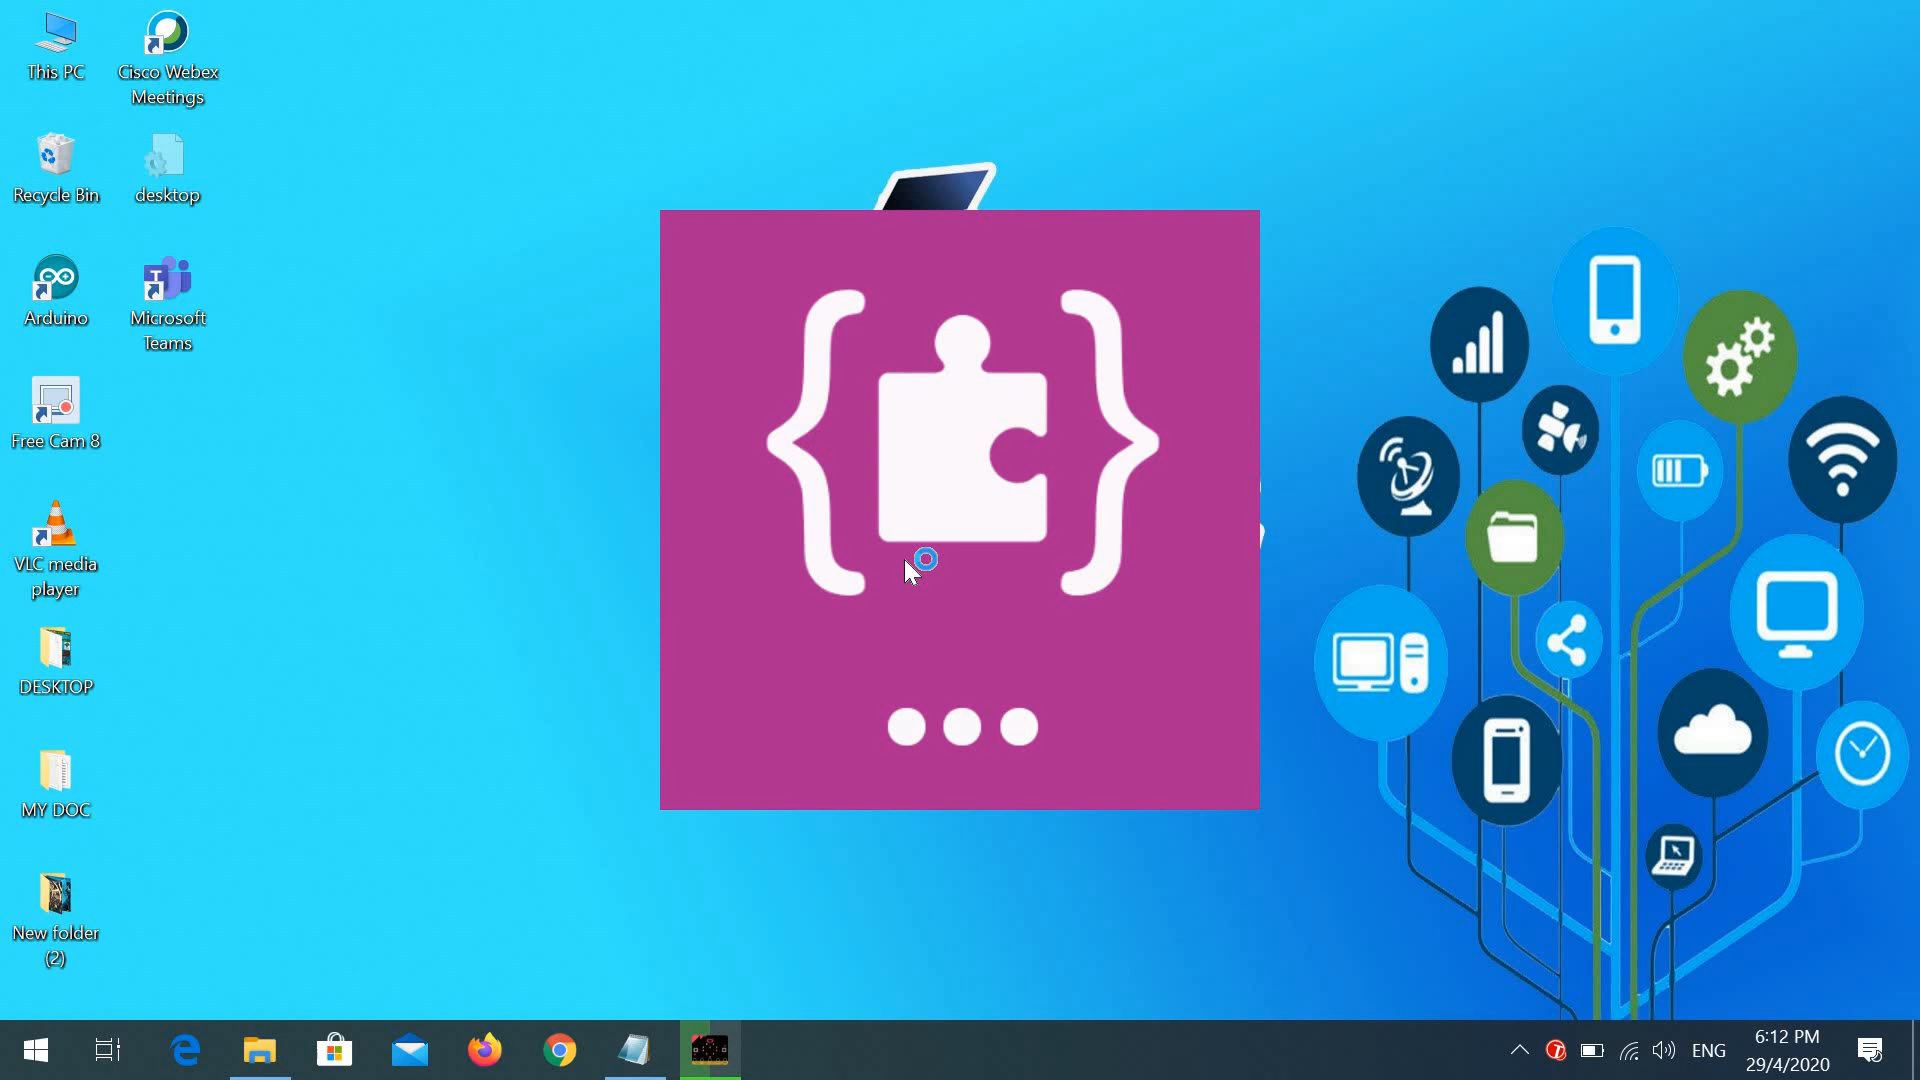 This PC
Cisco Webex
Meetings
Recycle Bin
desktop
Arduino
Microsoft
Teams
Free Cam 8
VLC media
player
DESKTOP
MY DOC
New folder
(2)
ENG
6:12 PM
29/4/2020